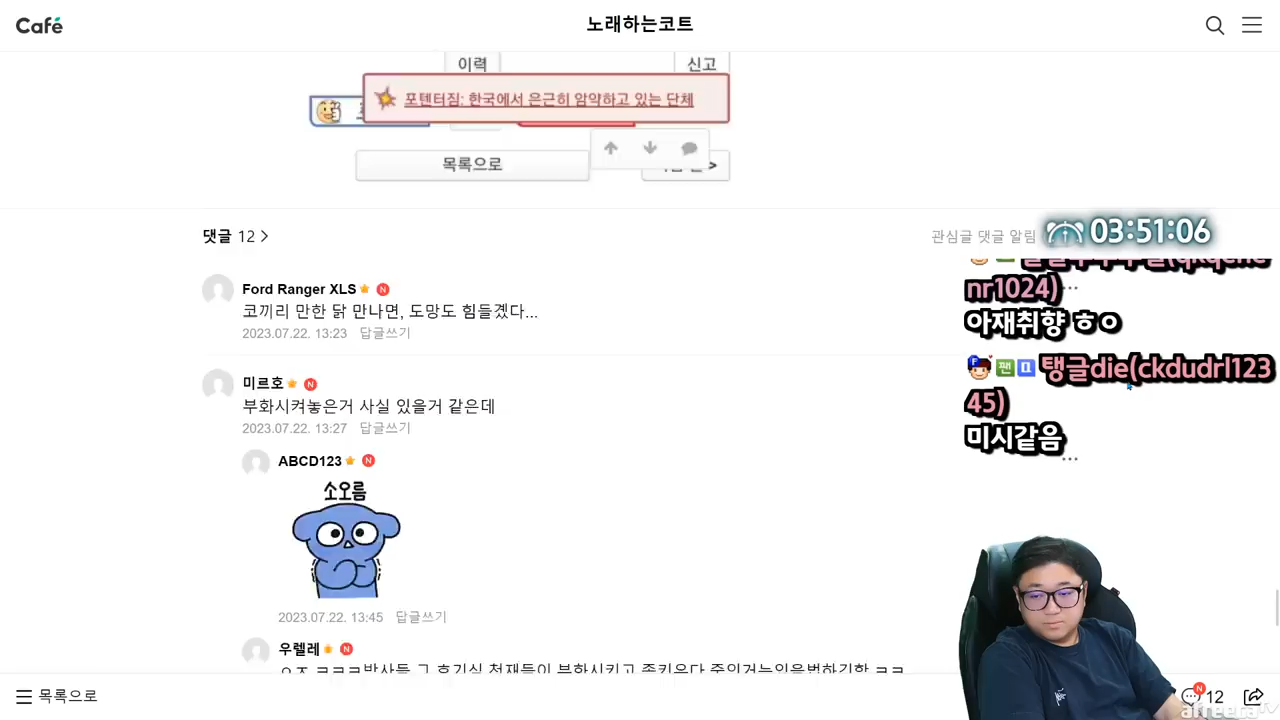 Café
노래하는코트
이력
신고
포텐터짐: 한국에서 은근히 암약하고 있는 단체
목록으로
댓글 12 >
관심글 댓글 알림
03:51:06
Ford Ranger XLS N
코끼리 만한 닭 만나면, 도망도 힘들겠다...
2023.07.22. 13:23 답글쓰기
nr1024)
아재취향 ㅎㅇ
미르호 N
부화시켜놓은거 사실 있을거 같은데
2023.07.22. 13:27 답글쓰기
F 팬 탱글die(ckdudrl123
45)
미시같음
ABCD123 N
소오름
2023.07.22. 13:45 답글쓰기
우렐레 N
목록으로
N 12
afreecaTV